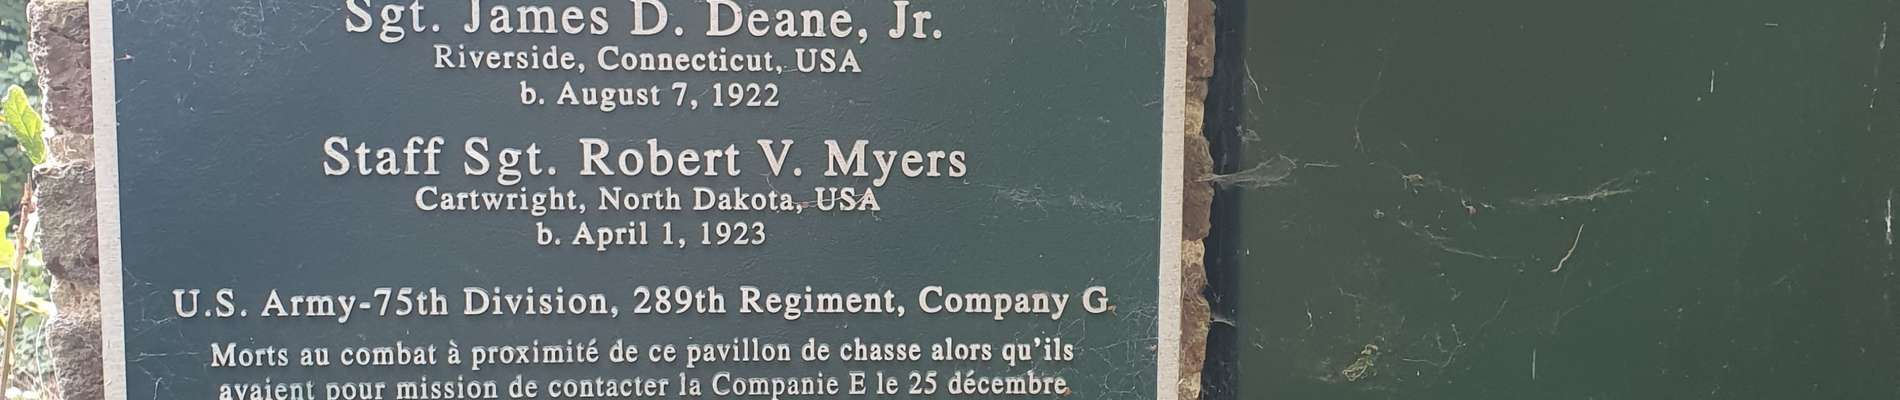 Sgt. James D. Deane, Jr.
Riverside, Connecticut, USA
b. August 7, 1922
Staff Sgt. Robert V. Myers
Cartwright, North Dakota, USA
b. April 1, 1923
U.S. Army-75th Division, 289th Regiment, Company G.
Morts au combat à proximité de ce pavillon de chasse alors qu'ils
avaient pour mission de contacter la Companie E le 25 décembre